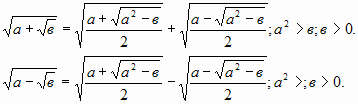 √(a + √в) = √((a + √(a² − в))/2) + √((a − √(a² − в))/2); a² > в; в > 0.
√(a − √в) = √((a + √(a² − в))/2) − √((a − √(a² − в))/2); a² >; в > 0.